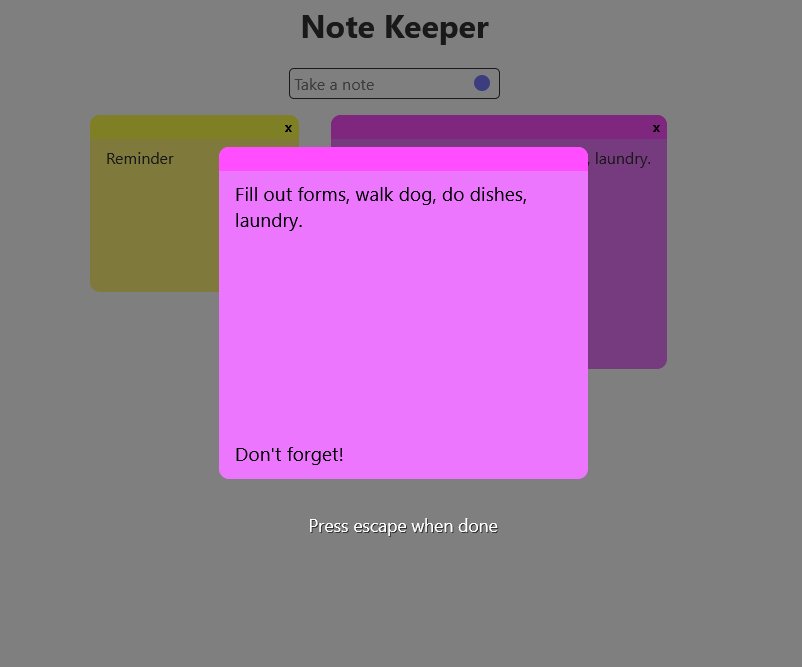 Note Keeper
Take a note
x
x
Reminder
, laundry.
Fill out forms, walk dog, do dishes,
laundry.
Don't forget!
Press escape when done